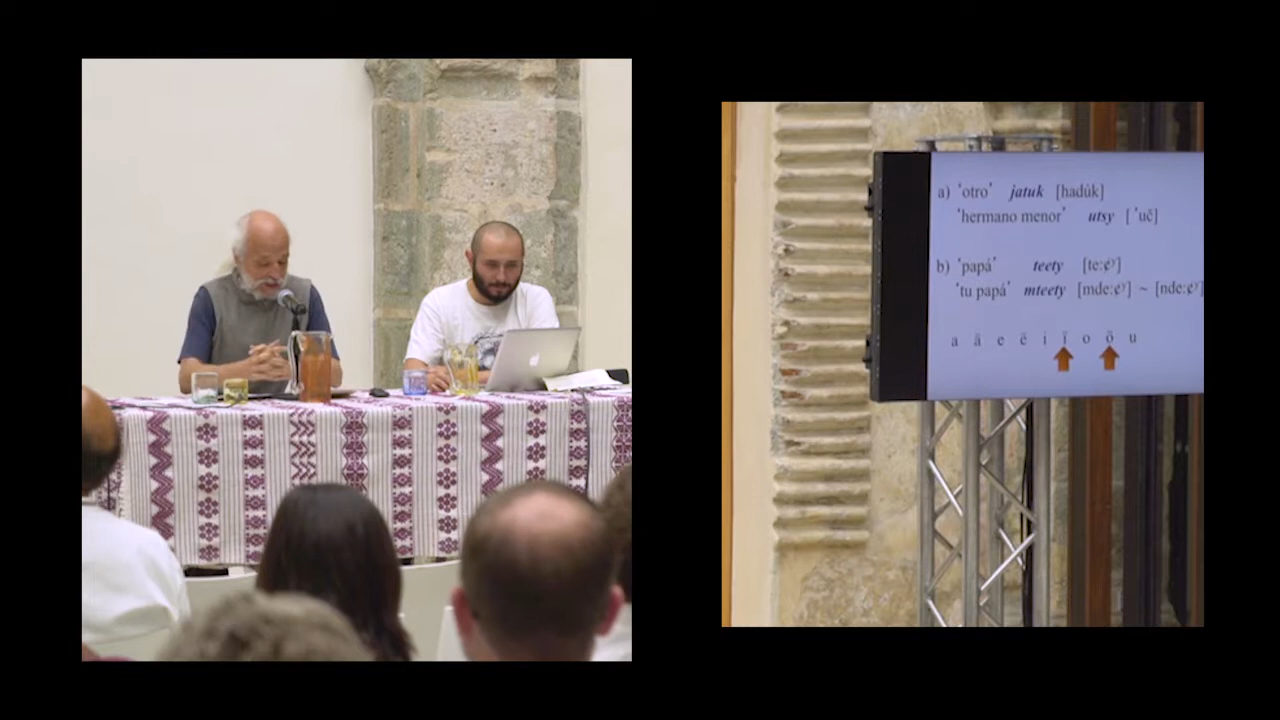 a) 'otro' jatuk [hadúk]
'hermano menor' utsy ['uč]
b) 'papá' teety [te:¢ʸ]
'tu papá' mteety [mde:¢ʸ] ~ [nde:¢ʸ]
a ä e ë i ï o ö u